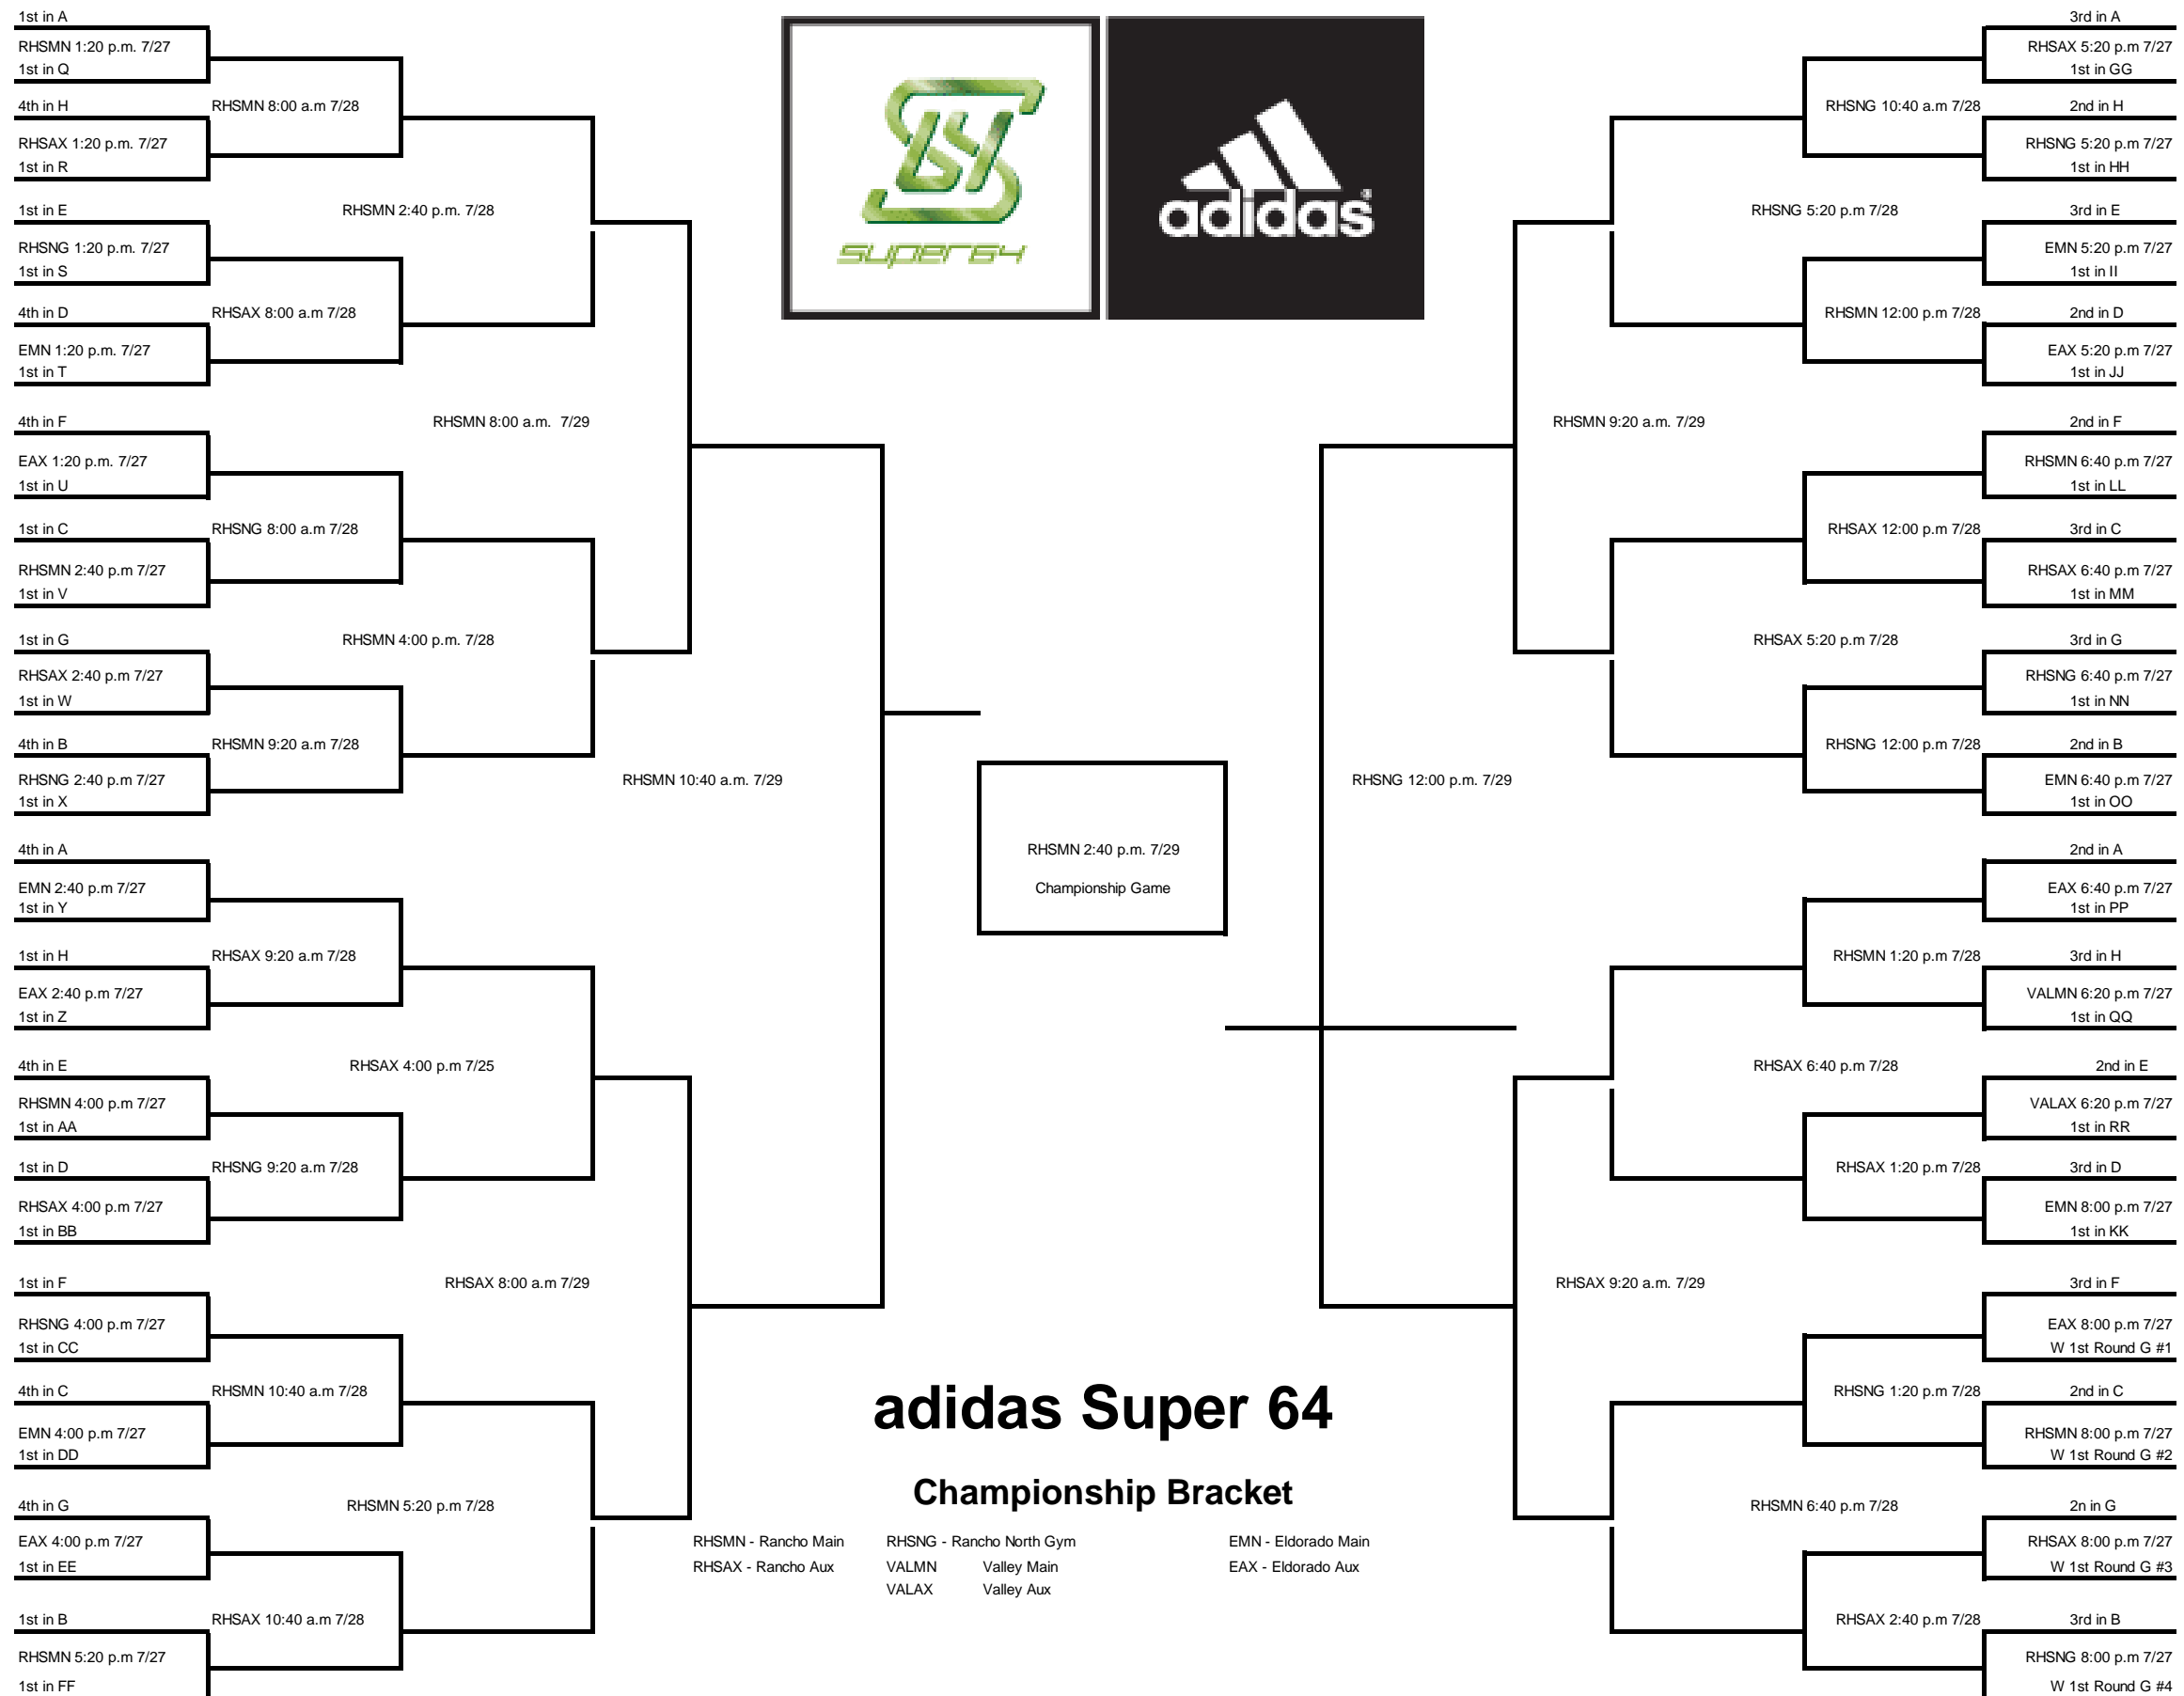 1st in A
RHSMN 1:20 p.m. 7/27
1st in Q
4th in H
RHSMN 8:00 a.m 7/28
RHSAX 1:20 p.m. 7/27
1st in R
1st in E
RHSMN 2:40 p.m. 7/28
RHSNG 1:20 p.m. 7/27
1st in S
4th in D
RHSAX 8:00 a.m 7/28
EMN 1:20 p.m. 7/27
1st in T
4th in F
RHSMN 8:00 a.m. 7/29
EAX 1:20 p.m. 7/27
1st in U
1st in C
RHSNG 8:00 a.m 7/28
RHSMN 2:40 p.m 7/27
1st in V
1st in G
RHSMN 4:00 p.m. 7/28
RHSAX 2:40 p.m 7/27
1st in W
4th in B
RHSMN 9:20 a.m 7/28
RHSNG 2:40 p.m 7/27
1st in X
RHSMN 10:40 a.m. 7/29
4th in A
EMN 2:40 p.m 7/27
1st in Y
1st in H
RHSAX 9:20 a.m 7/28
EAX 2:40 p.m 7/27
1st in Z
4th in E
RHSAX 4:00 p.m 7/25
RHSMN 4:00 p.m 7/27
1st in AA
1st in D
RHSNG 9:20 a.m 7/28
RHSAX 4:00 p.m 7/27
1st in BB
1st in F
RHSAX 8:00 a.m 7/29
RHSNG 4:00 p.m 7/27
1st in CC
4th in C
RHSMN 10:40 a.m 7/28
EMN 4:00 p.m 7/27
1st in DD
4th in G
RHSMN 5:20 p.m 7/28
EAX 4:00 p.m 7/27
1st in EE
1st in B
RHSAX 10:40 a.m 7/28
RHSMN 5:20 p.m 7/27
1st in FF
S64
SUPER64
adidas
RHSMN 2:40 p.m. 7/29
Championship Game
adidas Super 64
Championship Bracket
RHSMN - Rancho Main RHSNG - Rancho North Gym EMN - Eldorado Main
RHSAX - Rancho Aux VALMN Valley Main EAX - Eldorado Aux
VALAX Valley Aux
3rd in A
RHSAX 5:20 p.m 7/27
1st in GG
RHSNG 10:40 a.m 7/28
2nd in H
RHSNG 5:20 p.m 7/27
1st in HH
RHSNG 5:20 p.m 7/28
3rd in E
EMN 5:20 p.m 7/27
1st in II
RHSMN 12:00 p.m 7/28
2nd in D
EAX 5:20 p.m 7/27
1st in JJ
RHSMN 9:20 a.m. 7/29
2nd in F
RHSMN 6:40 p.m 7/27
1st in LL
RHSAX 12:00 p.m 7/28
3rd in C
RHSAX 6:40 p.m 7/27
1st in MM
RHSAX 5:20 p.m 7/28
3rd in G
RHSNG 6:40 p.m 7/27
1st in NN
RHSNG 12:00 p.m 7/28
2nd in B
EMN 6:40 p.m 7/27
1st in OO
RHSNG 12:00 p.m. 7/29
2nd in A
EAX 6:40 p.m 7/27
1st in PP
RHSMN 1:20 p.m 7/28
3rd in H
VALMN 6:20 p.m 7/27
1st in QQ
RHSAX 6:40 p.m 7/28
2nd in E
VALAX 6:20 p.m 7/27
1st in RR
RHSAX 1:20 p.m 7/28
3rd in D
EMN 8:00 p.m 7/27
1st in KK
RHSAX 9:20 a.m. 7/29
3rd in F
EAX 8:00 p.m 7/27
W 1st Round G #1
RHSNG 1:20 p.m 7/28
2nd in C
RHSMN 8:00 p.m 7/27
W 1st Round G #2
RHSMN 6:40 p.m 7/28
2n in G
RHSAX 8:00 p.m 7/27
W 1st Round G #3
RHSAX 2:40 p.m 7/28
3rd in B
RHSNG 8:00 p.m 7/27
W 1st Round G #4